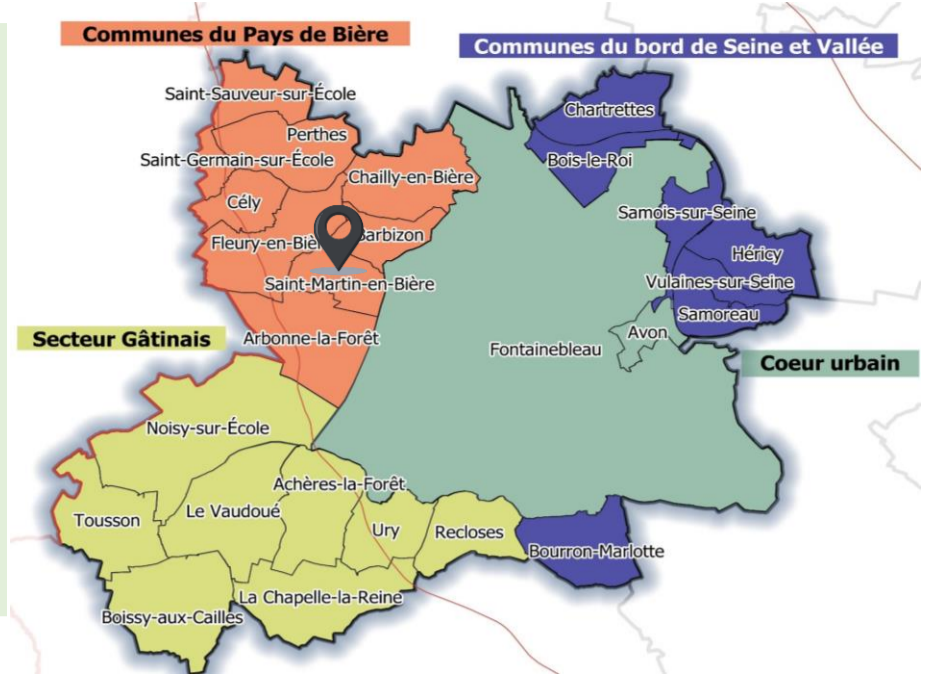 Communes du Pays de Bière
Communes du bord de Seine et Vallée
Saint-Sauveur-sur-École
Perthes
Saint-Germain-sur-École
Chailly-en-Bière
Cély
Fleury-en-Biè
Barbizon
Saint-Martin-en-Bière
Arbonne-la-Forêt
Chartrettes
Bois-le-Roi
Samois-sur-Seine
Héricy
Vulaines-sur-Seine
Samoreau
Avon
Fontainebleau
Secteur Gâtinais
Coeur urbain
Noisy-sur-École
Achères-la-Forêt
Tousson
Le Vaudoué
Ury
Recloses
Bourron-Marlotte
La Chapelle-la-Reine
Boissy-aux-Cailles